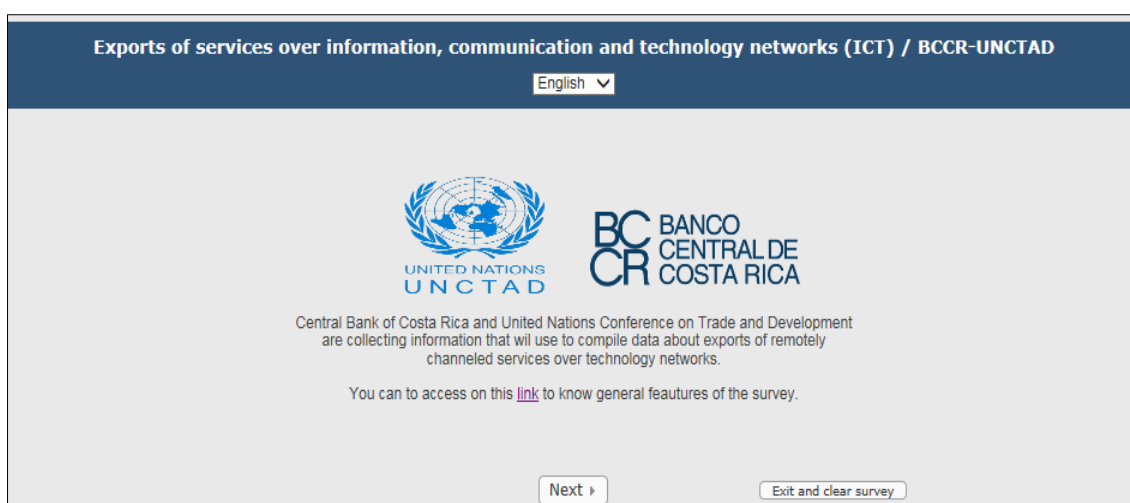 Exports of services over information, communication and technology networks (ICT) / BCCR-UNCTAD
English
UNITED NATIONS
UNCTAD
BC
CR
BANCO
CENTRAL DE
COSTA RICA
Central Bank of Costa Rica and United Nations Conference on Trade and Development
are collecting information that wil use to compile data about exports of remotely
channeled services over technology networks.
You can to access on this link to know general feautures of the survey.
Next
Exit and clear survey